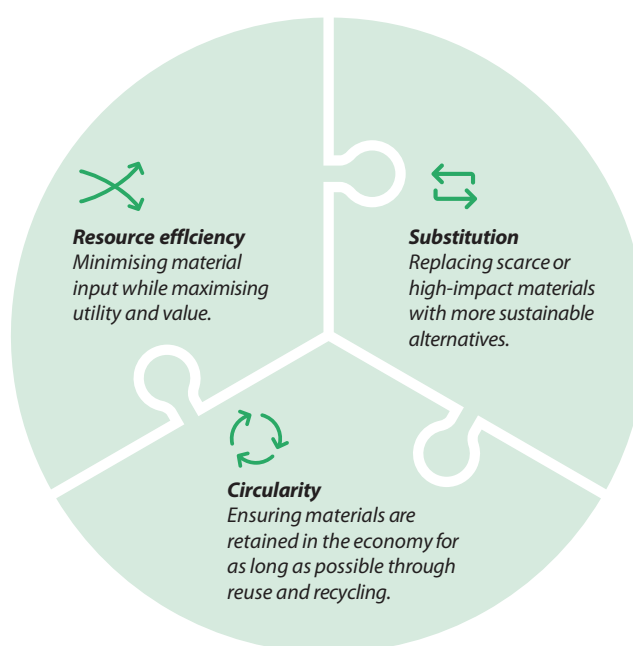 Resource efficiency
Minimising material
input while maximising
utility and value.
Substitution
Replacing scarce or
high-impact materials
with more sustainable
alternatives.
Circularity
Ensuring materials are
retained in the economy for
as long as possible through
reuse and recycling.